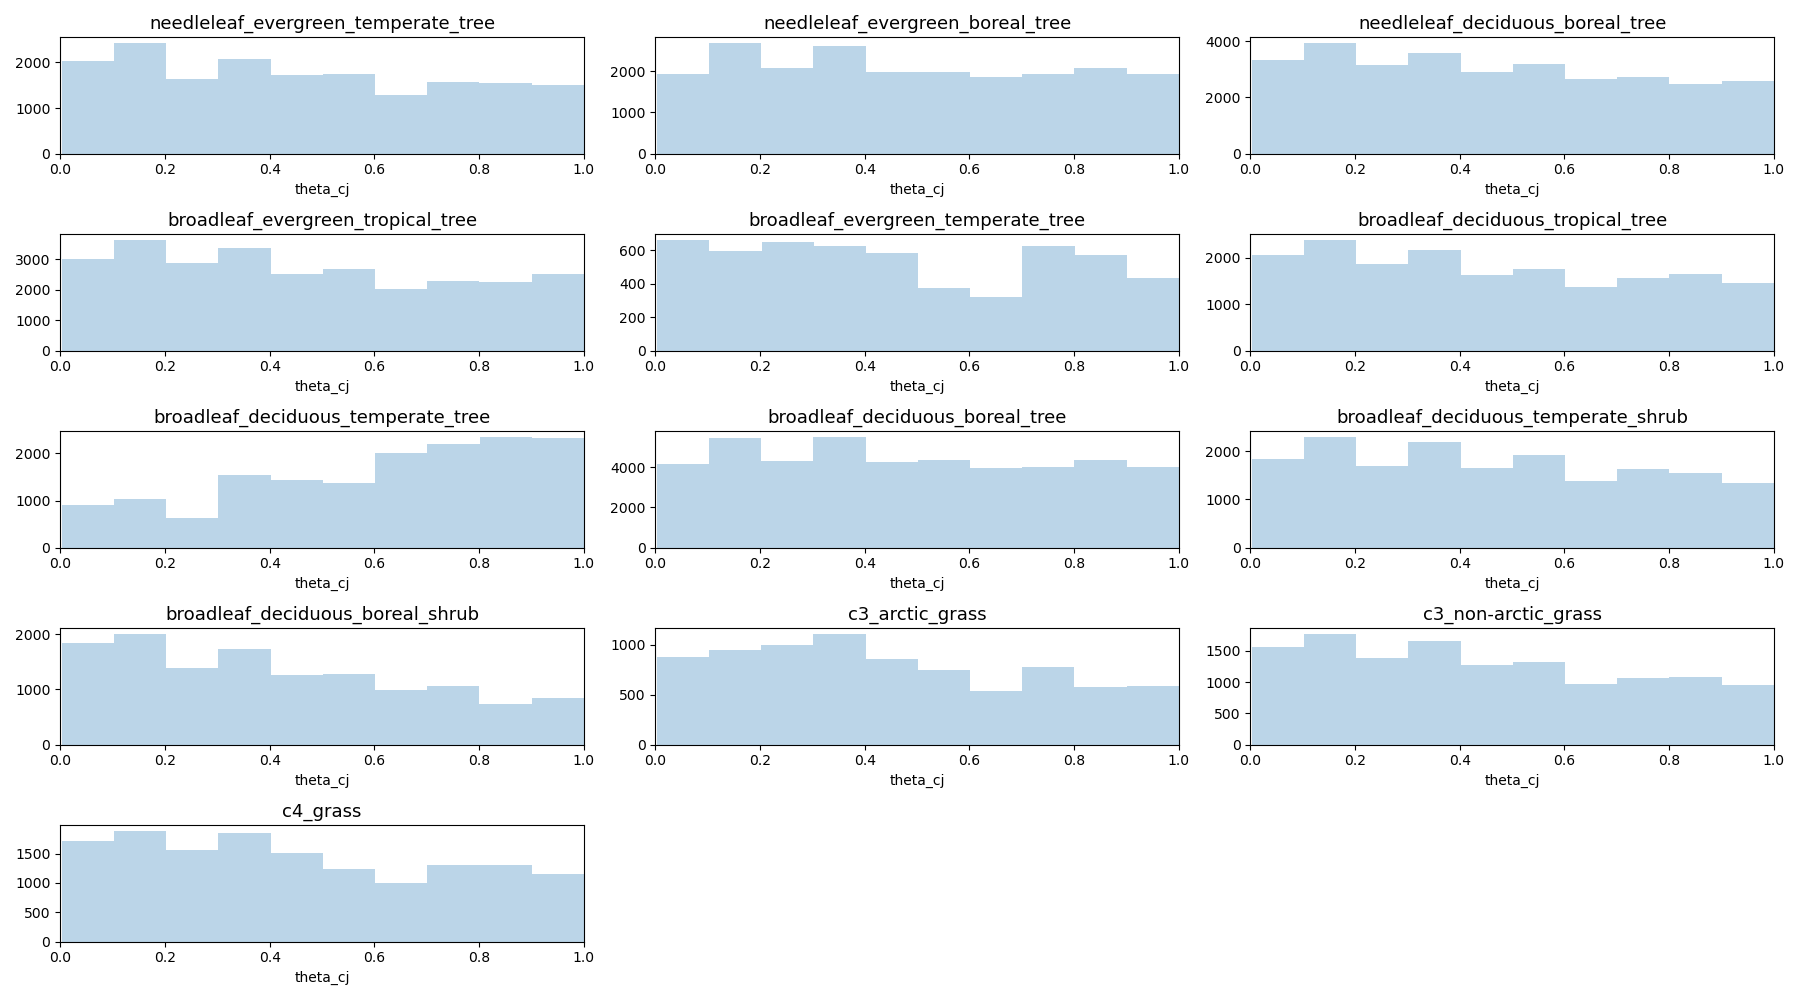 needleleaf_evergreen_temperate_tree
2000
1000
0
0.0 0.2 0.4 0.6 0.8 1.0
theta_cj
needleleaf_evergreen_boreal_tree
2000
1000
0
0.0 0.2 0.4 0.6 0.8 1.0
theta_cj
needleleaf_deciduous_boreal_tree
4000
2000
0
0.0 0.2 0.4 0.6 0.8 1.0
theta_cj
broadleaf_evergreen_tropical_tree
3000
2000
1000
0
0.0 0.2 0.4 0.6 0.8 1.0
theta_cj
broadleaf_evergreen_temperate_tree
600
400
200
0
0.0 0.2 0.4 0.6 0.8 1.0
theta_cj
broadleaf_deciduous_tropical_tree
2000
1000
0
0.0 0.2 0.4 0.6 0.8 1.0
theta_cj
broadleaf_deciduous_temperate_tree
2000
1000
0
0.0 0.2 0.4 0.6 0.8 1.0
theta_cj
broadleaf_deciduous_boreal_tree
4000
2000
0
0.0 0.2 0.4 0.6 0.8 1.0
theta_cj
broadleaf_deciduous_temperate_shrub
2000
1000
0
0.0 0.2 0.4 0.6 0.8 1.0
theta_cj
broadleaf_deciduous_boreal_shrub
2000
1000
0
0.0 0.2 0.4 0.6 0.8 1.0
theta_cj
c3_arctic_grass
1000
500
0
0.0 0.2 0.4 0.6 0.8 1.0
theta_cj
c3_non-arctic_grass
1500
1000
500
0
0.0 0.2 0.4 0.6 0.8 1.0
theta_cj
c4_grass
1500
1000
500
0
0.0 0.2 0.4 0.6 0.8 1.0
theta_cj